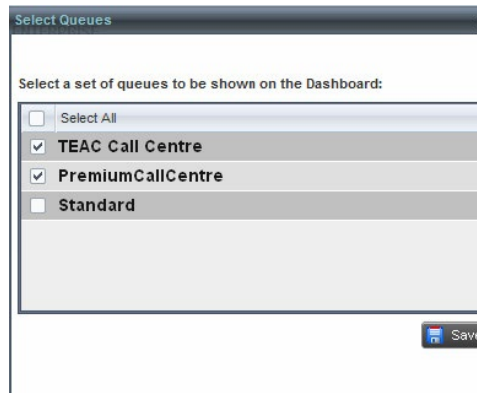 Select Queues
Select a set of queues to be shown on the Dashboard:
Select All
TEAC Call Centre
PremiumCallCentre
Standard
Save